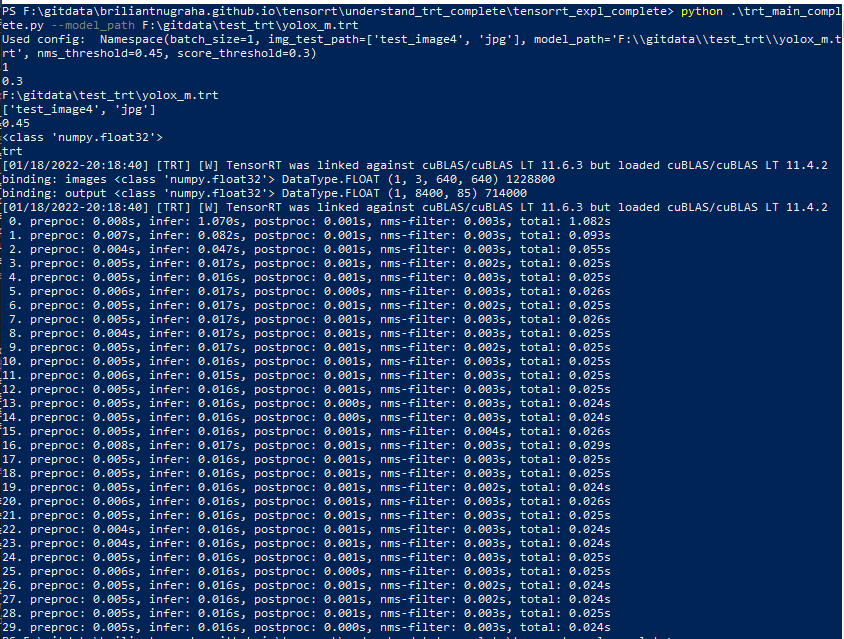 PS F:\gitdata\briliantnugraha.github.io\tensorrt\understand_trt_complete\tensorrt_expl_complete> python .\trt_main_compl
ete.py --model_path F:\gitdata\test_trt\yolox_m.trt
Used config:  Namespace(batch_size=1, img_test_path=['test_image4', 'jpg'], model_path='F:\\gitdata\\test_trt\\yolox_m.t
rt', nms_threshold=0.45, score_threshold=0.3)
1
0.3
F:\gitdata\test_trt\yolox_m.trt
['test_image4', 'jpg']
0.45
<class 'numpy.float32'>
trt
[01/18/2022-20:18:40] [TRT] [W] TensorRT was linked against cuBLAS/cuBLAS LT 11.6.3 but loaded cuBLAS/cuBLAS LT 11.4.2
binding: images <class 'numpy.float32'> DataType.FLOAT (1, 3, 640, 640) 1228800
binding: output <class 'numpy.float32'> DataType.FLOAT (1, 8400, 85) 714000
[01/18/2022-20:18:40] [TRT] [W] TensorRT was linked against cuBLAS/cuBLAS LT 11.6.3 but loaded cuBLAS/cuBLAS LT 11.4.2
 0. preproc: 0.008s, infer: 1.070s, postproc: 0.001s, nms-filter: 0.003s, total: 1.082s
 1. preproc: 0.007s, infer: 0.082s, postproc: 0.001s, nms-filter: 0.003s, total: 0.093s
 2. preproc: 0.004s, infer: 0.047s, postproc: 0.001s, nms-filter: 0.003s, total: 0.055s
 3. preproc: 0.005s, infer: 0.017s, postproc: 0.001s, nms-filter: 0.002s, total: 0.025s
 4. preproc: 0.005s, infer: 0.016s, postproc: 0.001s, nms-filter: 0.003s, total: 0.025s
 5. preproc: 0.006s, infer: 0.017s, postproc: 0.000s, nms-filter: 0.003s, total: 0.026s
 6. preproc: 0.005s, infer: 0.017s, postproc: 0.001s, nms-filter: 0.002s, total: 0.025s
 7. preproc: 0.005s, infer: 0.017s, postproc: 0.001s, nms-filter: 0.003s, total: 0.026s
 8. preproc: 0.004s, infer: 0.017s, postproc: 0.001s, nms-filter: 0.003s, total: 0.025s
 9. preproc: 0.005s, infer: 0.017s, postproc: 0.001s, nms-filter: 0.002s, total: 0.025s
10. preproc: 0.005s, infer: 0.016s, postproc: 0.001s, nms-filter: 0.003s, total: 0.025s
11. preproc: 0.006s, infer: 0.015s, postproc: 0.001s, nms-filter: 0.003s, total: 0.025s
12. preproc: 0.005s, infer: 0.016s, postproc: 0.001s, nms-filter: 0.003s, total: 0.025s
13. preproc: 0.005s, infer: 0.016s, postproc: 0.000s, nms-filter: 0.003s, total: 0.024s
14. preproc: 0.005s, infer: 0.016s, postproc: 0.000s, nms-filter: 0.003s, total: 0.024s
15. preproc: 0.005s, infer: 0.016s, postproc: 0.001s, nms-filter: 0.004s, total: 0.026s
16. preproc: 0.008s, infer: 0.017s, postproc: 0.001s, nms-filter: 0.003s, total: 0.029s
17. preproc: 0.005s, infer: 0.016s, postproc: 0.001s, nms-filter: 0.003s, total: 0.025s
18. preproc: 0.005s, infer: 0.016s, postproc: 0.001s, nms-filter: 0.003s, total: 0.025s
19. preproc: 0.005s, infer: 0.016s, postproc: 0.001s, nms-filter: 0.002s, total: 0.024s
20. preproc: 0.006s, infer: 0.016s, postproc: 0.001s, nms-filter: 0.003s, total: 0.026s
21. preproc: 0.005s, infer: 0.016s, postproc: 0.001s, nms-filter: 0.003s, total: 0.025s
22. preproc: 0.004s, infer: 0.016s, postproc: 0.001s, nms-filter: 0.003s, total: 0.024s
23. preproc: 0.004s, infer: 0.016s, postproc: 0.001s, nms-filter: 0.003s, total: 0.024s
24. preproc: 0.005s, infer: 0.016s, postproc: 0.001s, nms-filter: 0.003s, total: 0.025s
25. preproc: 0.006s, infer: 0.016s, postproc: 0.000s, nms-filter: 0.003s, total: 0.025s
26. preproc: 0.005s, infer: 0.016s, postproc: 0.001s, nms-filter: 0.002s, total: 0.024s
27. preproc: 0.005s, infer: 0.016s, postproc: 0.001s, nms-filter: 0.002s, total: 0.024s
28. preproc: 0.005s, infer: 0.016s, postproc: 0.001s, nms-filter: 0.003s, total: 0.025s
29. preproc: 0.005s, infer: 0.016s, postproc: 0.000s, nms-filter: 0.003s, total: 0.024s